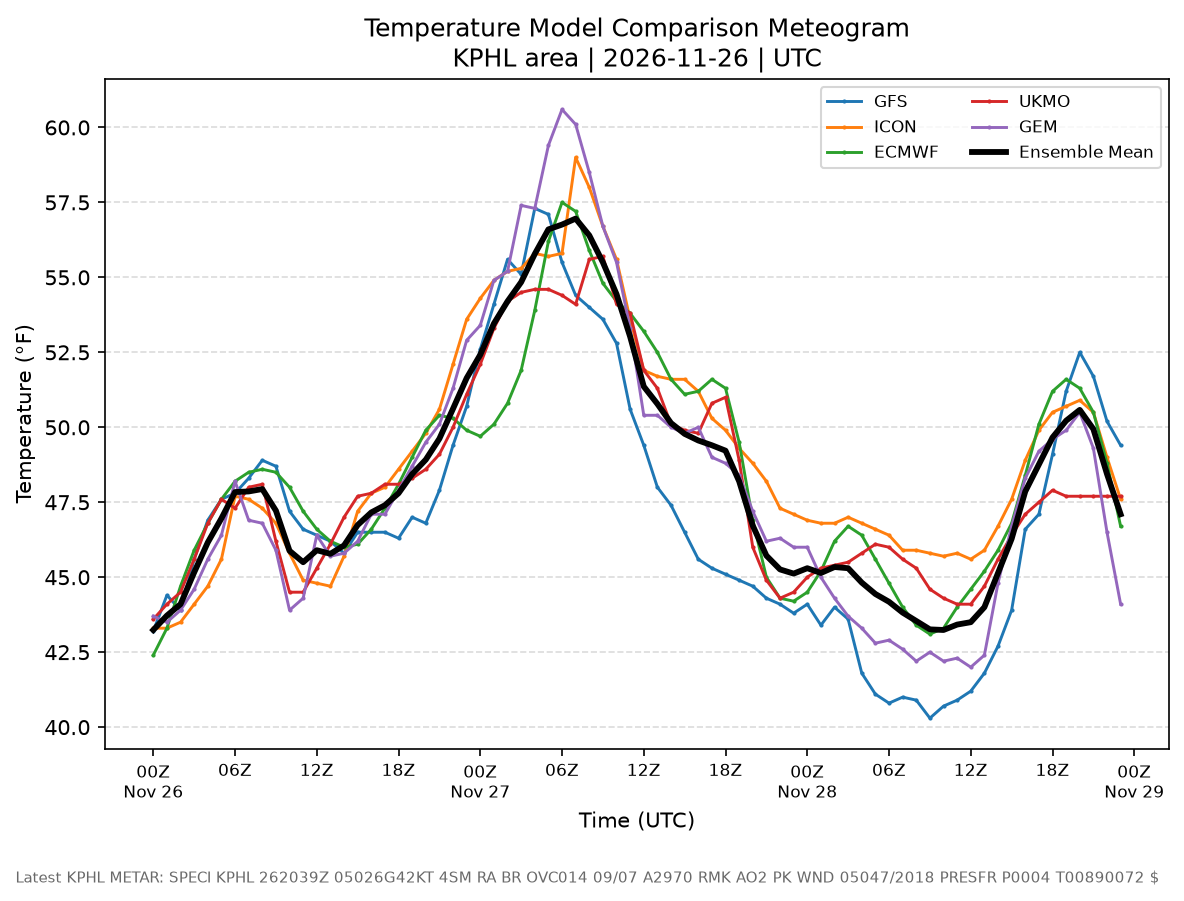 Temperature Model Comparison Meteogram
KPHL area | 2026-11-26 | UTC
GFS
ICON
ECMWF
UKMO
GEM
Ensemble Mean
Temperature (°F)
60.0
57.5
55.0
52.5
50.0
47.5
45.0
42.5
40.0
00Z 06Z 12Z 18Z 00Z 06Z 12Z 18Z 00Z 06Z 12Z 18Z 00Z
Nov 26 Nov 27 Nov 28 Nov 29
Time (UTC)
Latest KPHL METAR: SPECI KPHL 262039Z 05026G42KT 4SM RA BR OVC014 09/07 A2970 RMK AO2 PK WND 05047/2018 PRESFR P0004 T00890072 $